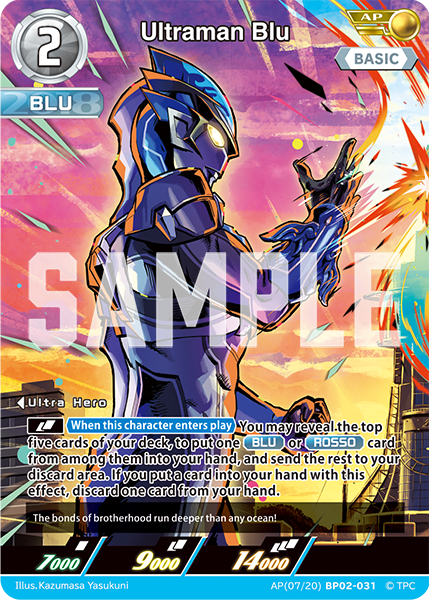 Ultraman Blu
AP
2
BASIC
BLU
SAMPLE
Ultra Hero
When this character enters play You may reveal the top
five cards of your deck, to put one BLU or ROSSO card
from among them into your hand, and send the rest to your
discard area. If you put a card into your hand with this
effect, discard one card from your hand.
The bonds of brotherhood run deeper than any ocean!
7000 9000 14000
Illus.Kazumasa Yasukuni AP(07/20) BP02-031 © TPC